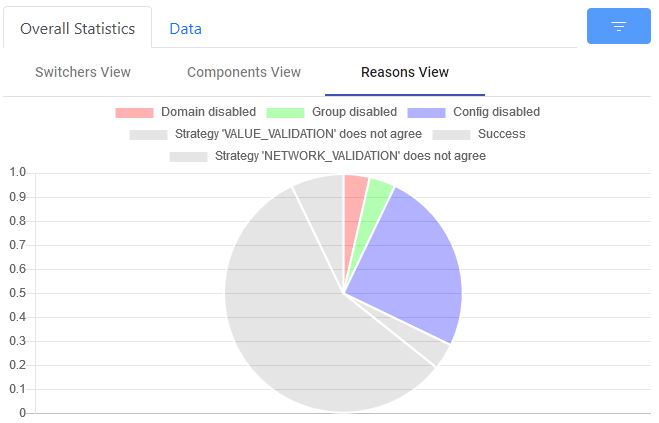 Overall Statistics Data
Switchers View Components View Reasons View
Domain disabled Group disabled Config disabled
Strategy 'VALUE_VALIDATION' does not agree Success
Strategy 'NETWORK_VALIDATION' does not agree
1.0
0.9
0.8
0.7
0.6
0.5
0.4
0.3
0.2
0.1
0